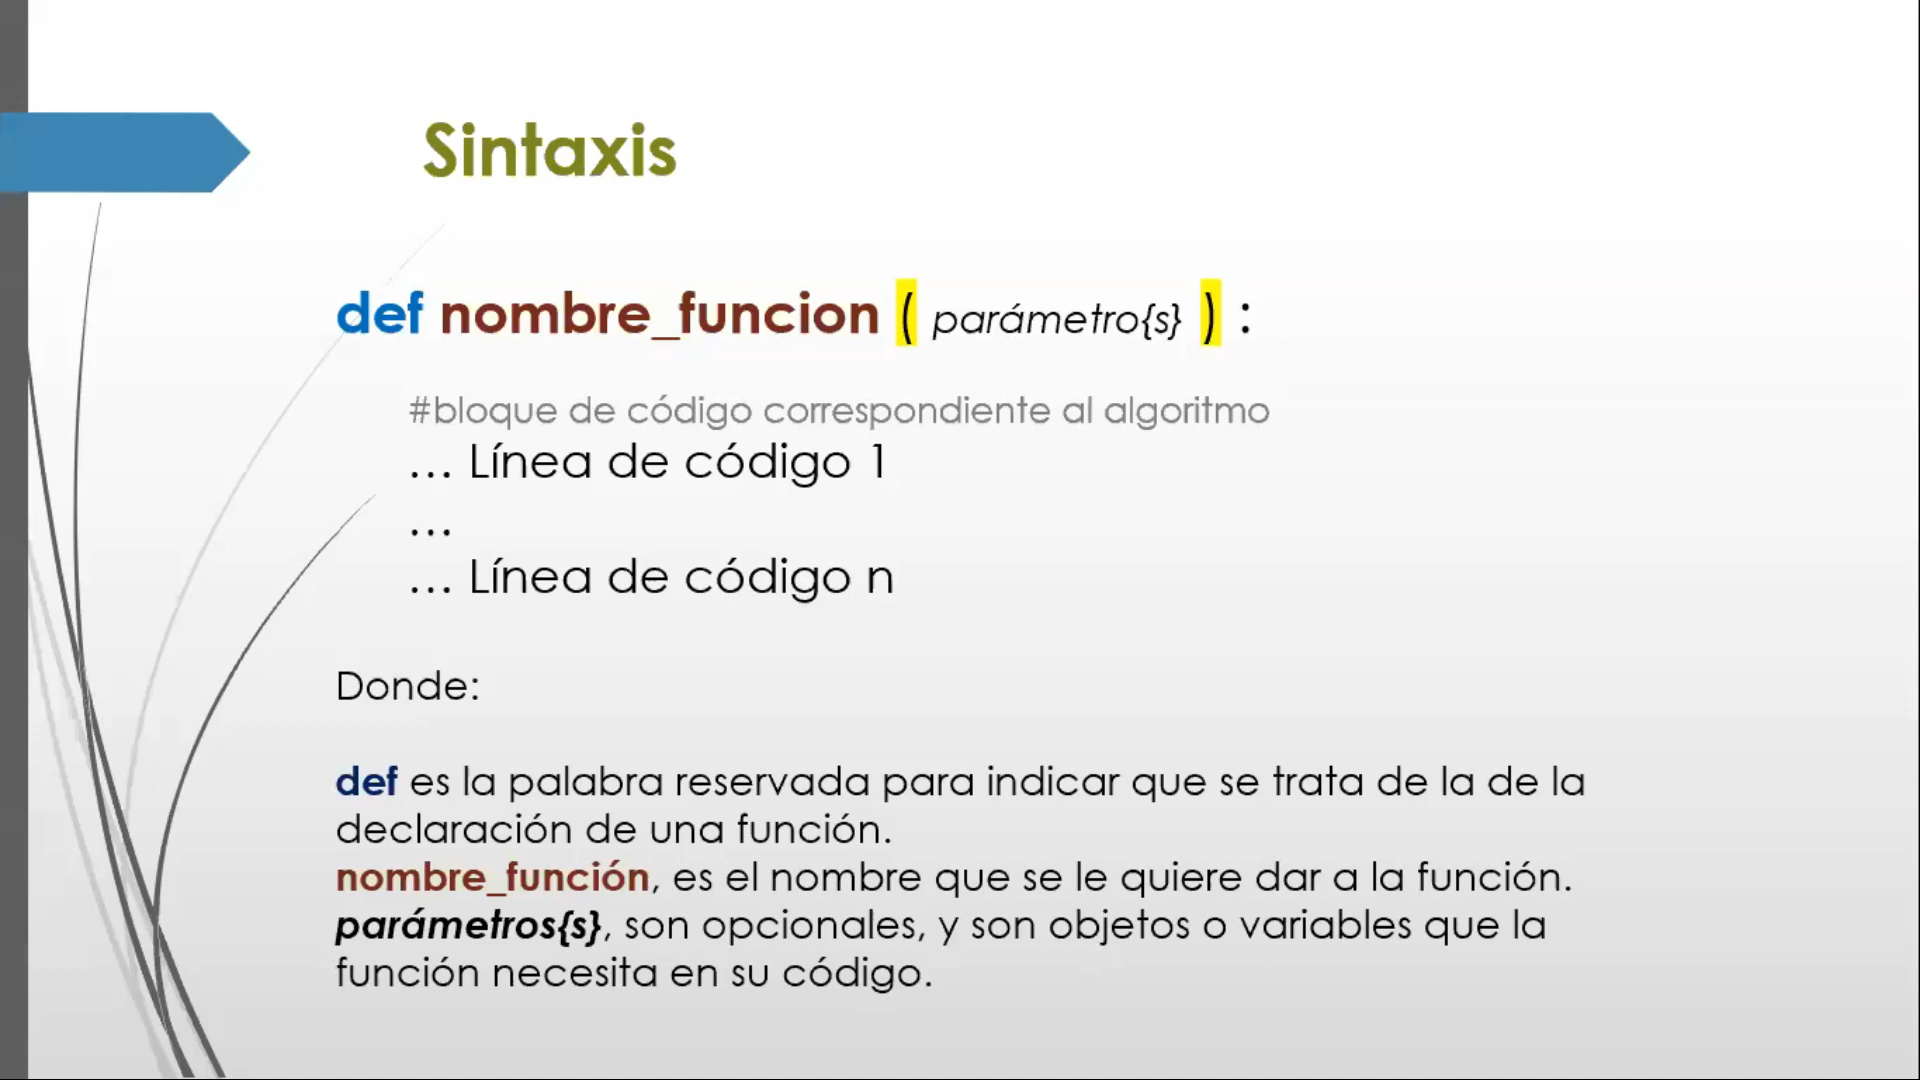 Sintaxis
def nombre_funcion ( parámetro{s} ) :
#bloque de código correspondiente al algoritmo
... Línea de código 1
...
... Línea de código n
Donde:
def es la palabra reservada para indicar que se trata de la de la
declaración de una función.
nombre_función, es el nombre que se le quiere dar a la función.
parámetros{s}, son opcionales, y son objetos o variables que la
función necesita en su código.